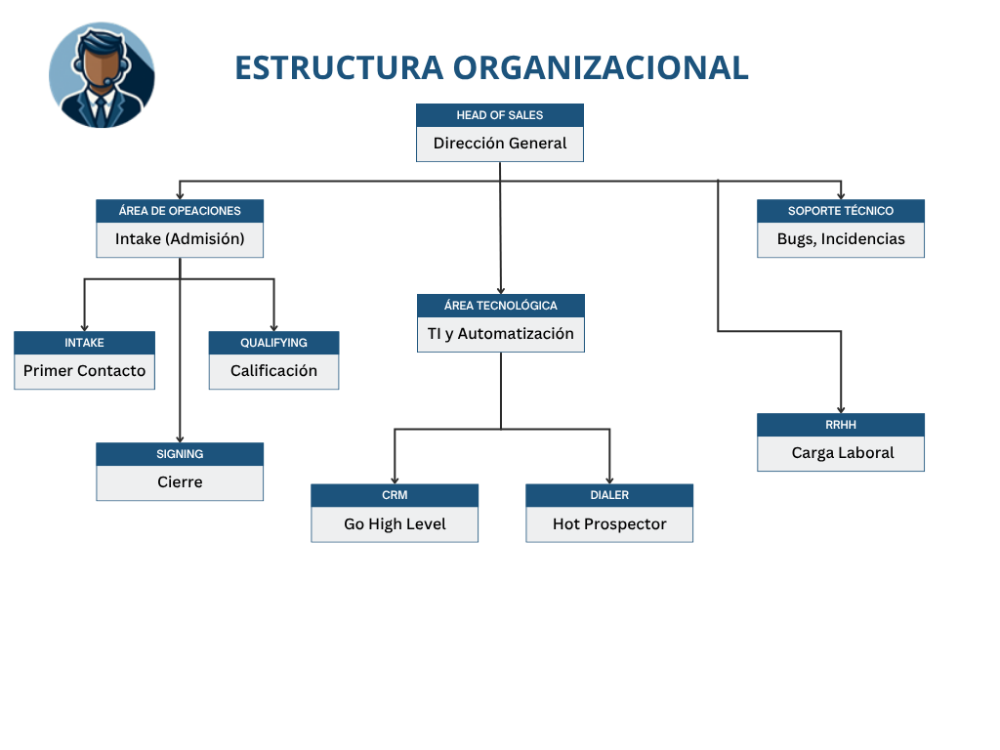 ESTRUCTURA ORGANIZACIONAL
HEAD OF SALES
Dirección General
ÁREA DE OPEACIONES
Intake (Admisión)
SOPORTE TÉCNICO
Bugs, Incidencias
ÁREA TECNOLÓGICA
TI y Automatización
INTAKE
Primer Contacto
QUALIFYING
Calificación
RRHH
Carga Laboral
SIGNING
Cierre
CRM
Go High Level
DIALER
Hot Prospector